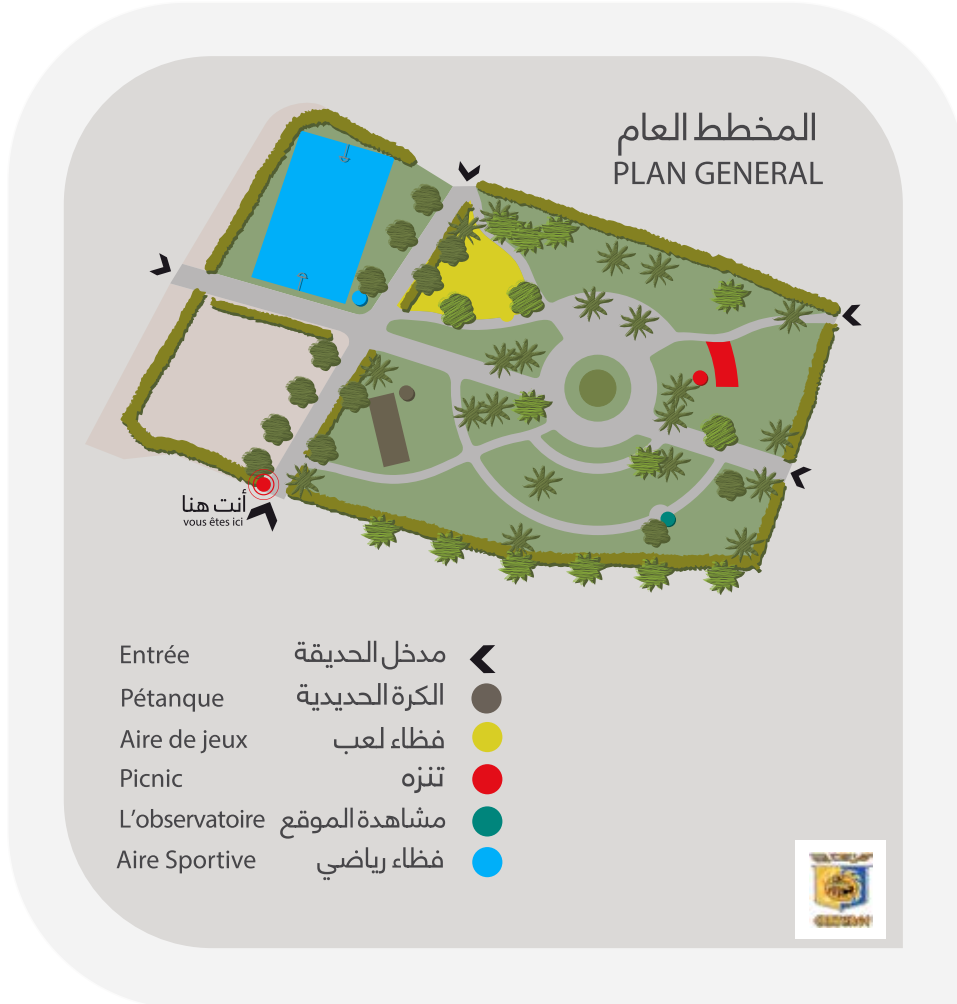 المخطط العام
PLAN GENERAL
أنت هنا
vous êtes ici
Entrée مدخل الحديقة
Pétanque الكرة الحديدية
Aire de jeux فظاء لعب
Picnic تنزه
L'observatoire مشاهدة الموقع
Aire Sportive فظاء رياضي